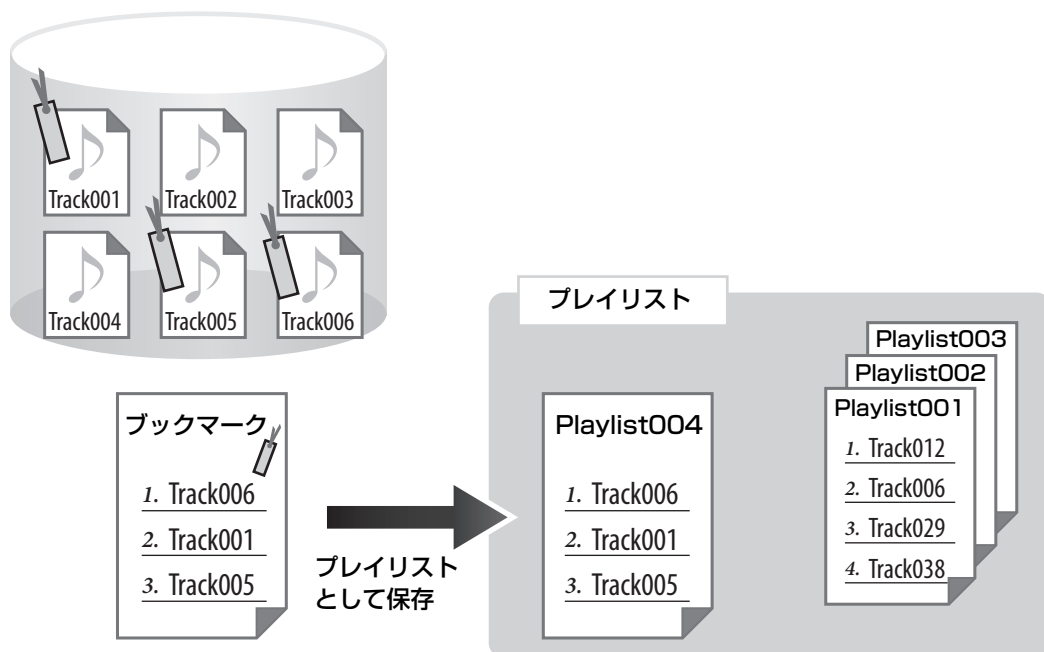 Track001
Track002
Track003
Track004
Track005
Track006
ブックマーク
1. Track006
2. Track001
3. Track005
プレイリスト
として保存
プレイリスト
Playlist004
1. Track006
2. Track001
3. Track005
Playlist003
Playlist002
Playlist001
1. Track012
2. Track006
3. Track029
4. Track038